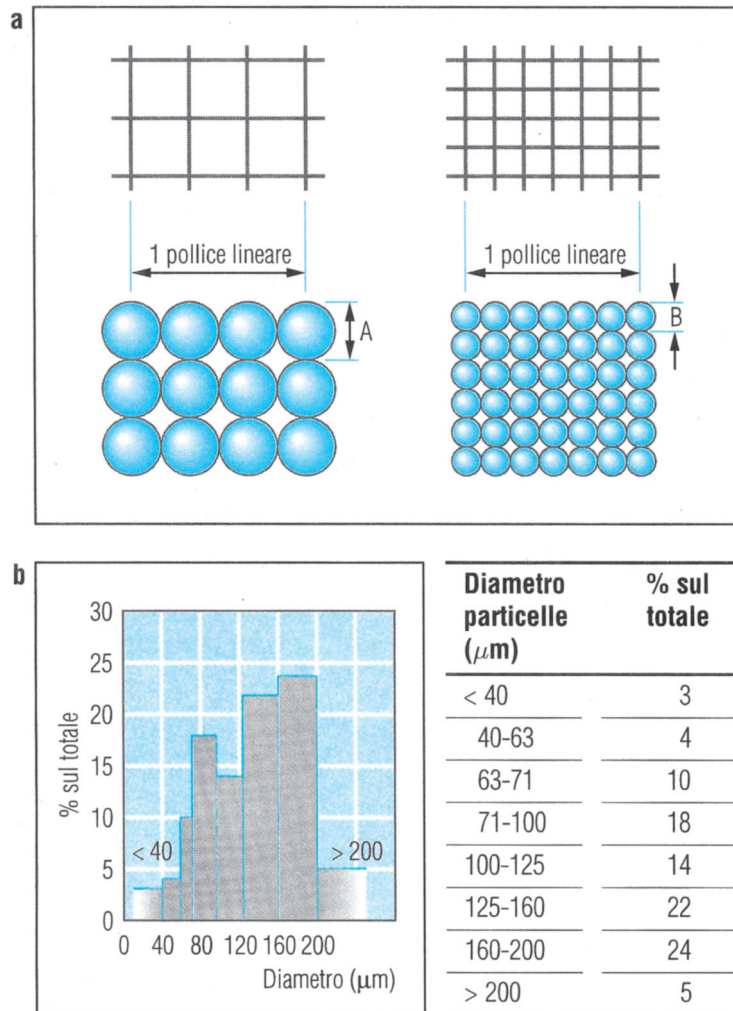 a
1 pollice lineare
1 pollice lineare
A
B
b
30
25
20
15
10
5
0
% sul totale
< 40
> 200
0 40 80 120 160 200
Diametro (μm)
Diametro particelle (μm) % sul totale
< 40 3
40-63 4
63-71 10
71-100 18
100-125 14
125-160 22
160-200 24
> 200 5